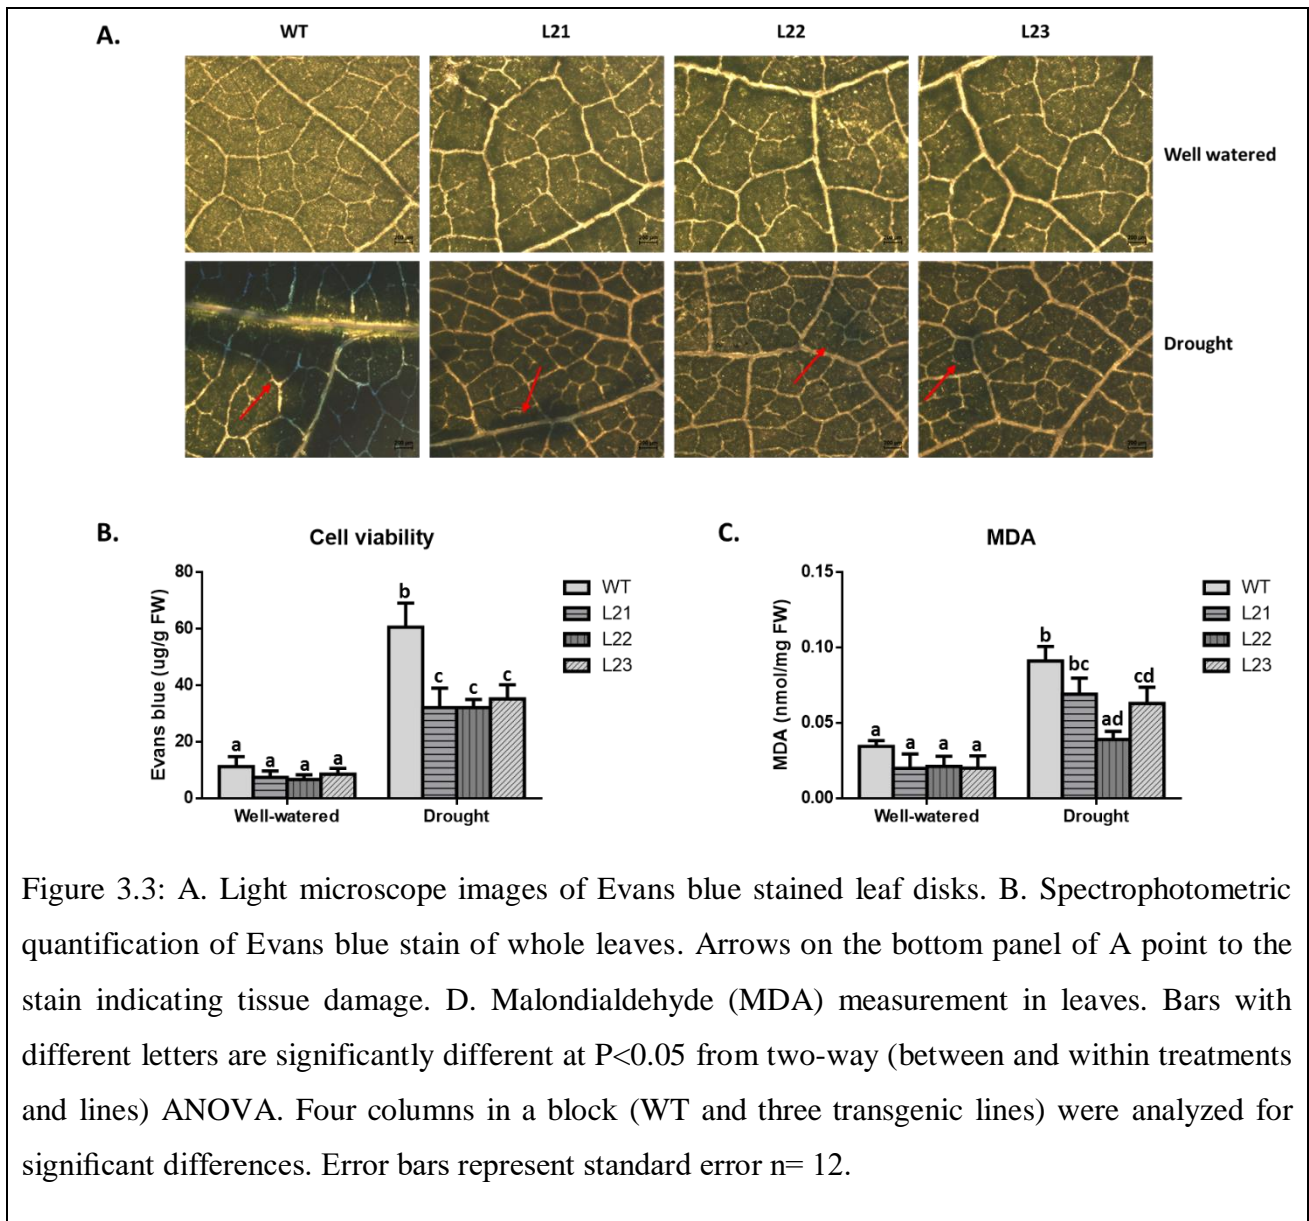 A.
WT L21 L22 L23
Well watered
Drought
B. Cell viability
Evans blue (ug/g FW)
80
60
40
20
0
a a a a
b c c c
Well-watered Drought
WT
L21
L22
L23
C. MDA
MDA (nmol/mg FW)
0.15
0.10
0.05
0.00
a a a a
b bc ad cd
Well-watered Drought
WT
L21
L22
L23
Figure 3.3: A. Light microscope images of Evans blue stained leaf disks. B. Spectrophotometric
quantification of Evans blue stain of whole leaves. Arrows on the bottom panel of A point to the
stain indicating tissue damage. D. Malondialdehyde (MDA) measurement in leaves. Bars with
different letters are significantly different at P<0.05 from two-way (between and within treatments
and lines) ANOVA. Four columns in a block (WT and three transgenic lines) were analyzed for
significant differences. Error bars represent standard error n= 12.